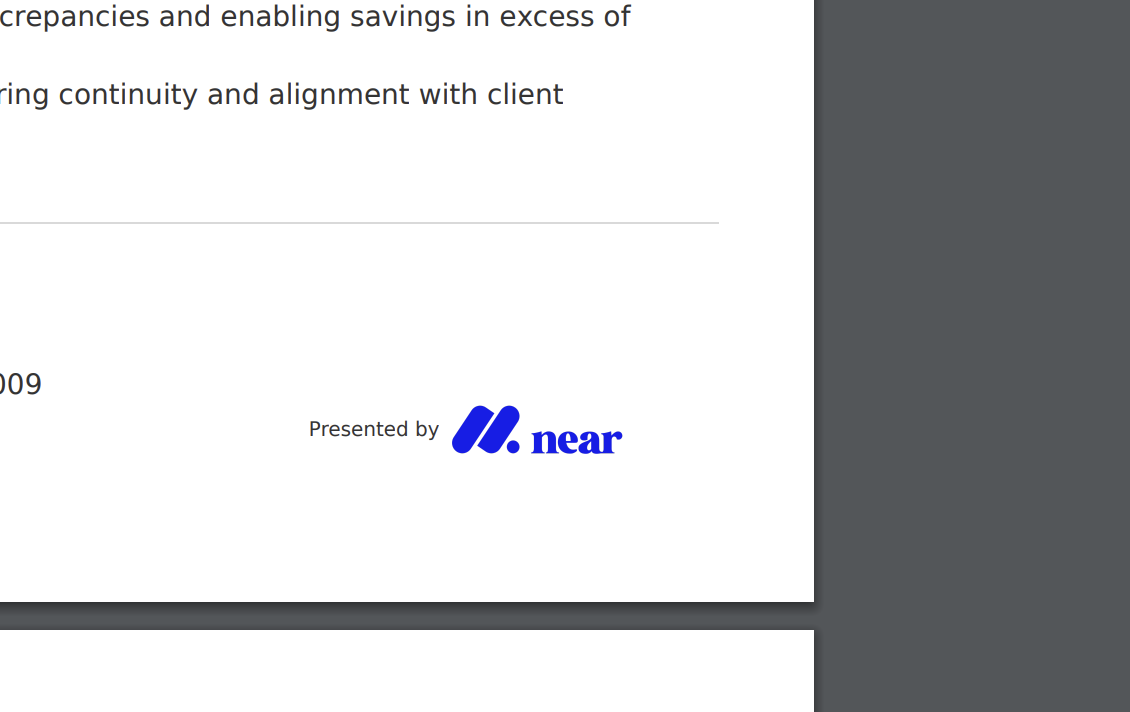 crepancies and enabling savings in excess of
ring continuity and alignment with client
009
Presented by near